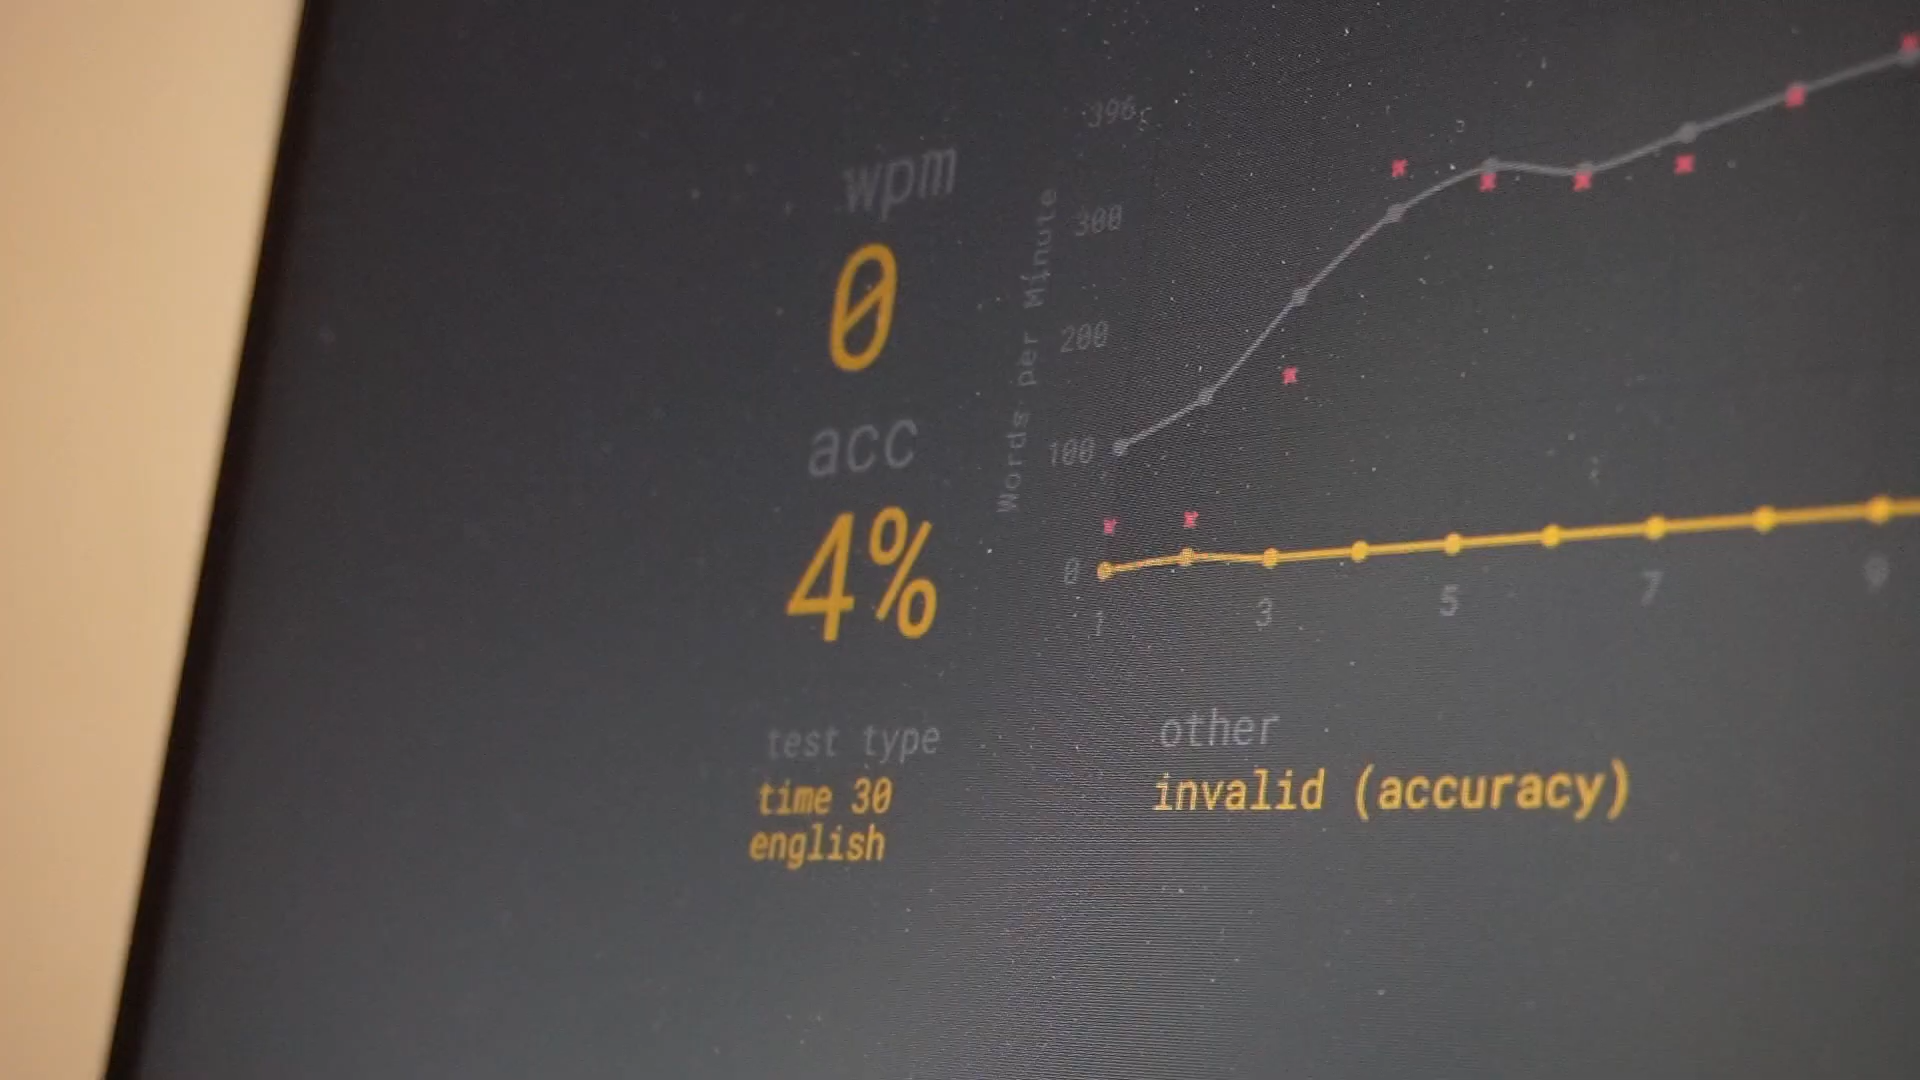 wpm
0
acc
4%
test type
time 30
english
Words per Minute
396
300
200
100
0
1
3
5
7
9
other
invalid (accuracy)